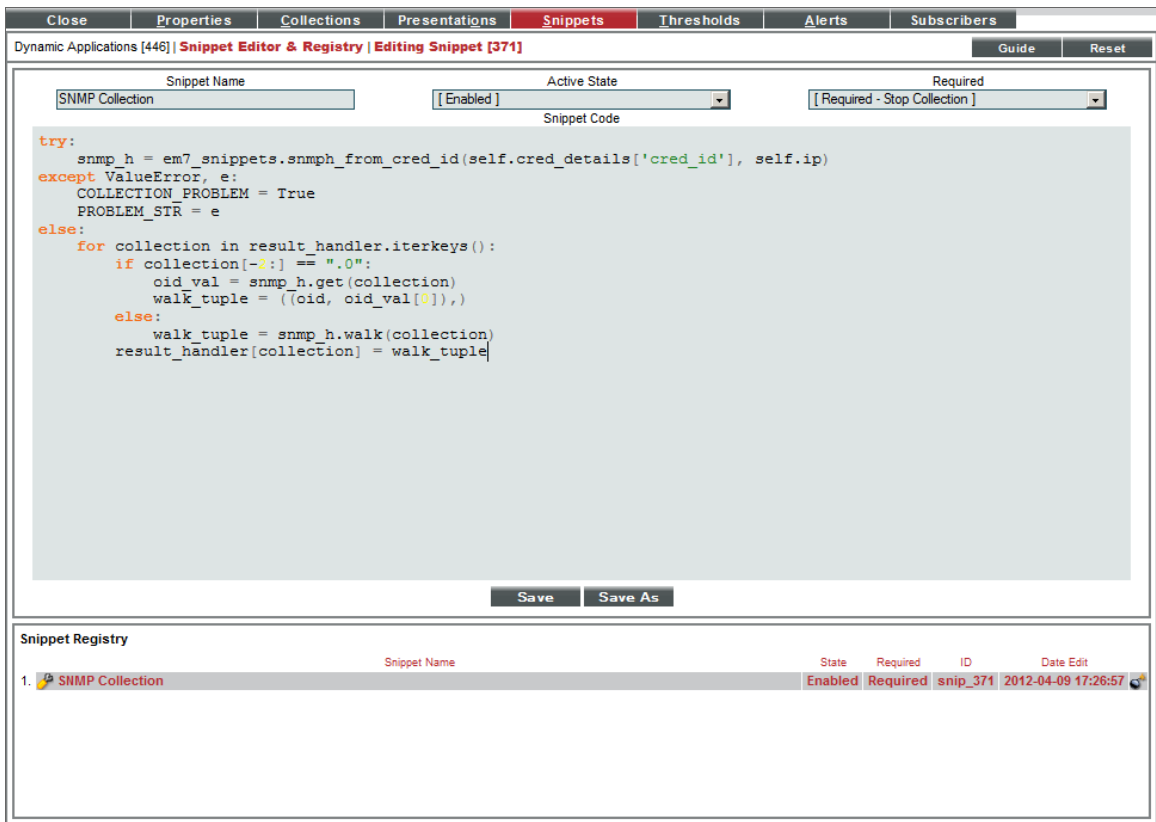 Close Properties Collections Presentations Snippets Thresholds Alerts Subscribers
Dynamic Applications [446] | Snippet Editor & Registry | Editing Snippet [371] Guide Reset
Snippet Name Active State Required
SNMP Collection [ Enabled ] [ Required - Stop Collection ]
Snippet Code
try:
    snmp_h = em7_snippets.snmph_from_cred_id(self.cred_details['cred_id'], self.ip)
except ValueError, e:
    COLLECTION_PROBLEM = True
    PROBLEM_STR = e
else:
    for collection in result_handler.iterkeys():
        if collection[-2:] == ".0":
            oid_val = snmp_h.get(collection)
            walk_tuple = ((oid, oid_val[0]),)
        else:
            walk_tuple = snmp_h.walk(collection)
        result_handler[collection] = walk_tuple
Save Save As
Snippet Registry
Snippet Name State Required ID Date Edit
1. SNMP Collection Enabled Required snip_371 2012-04-09 17:26:57